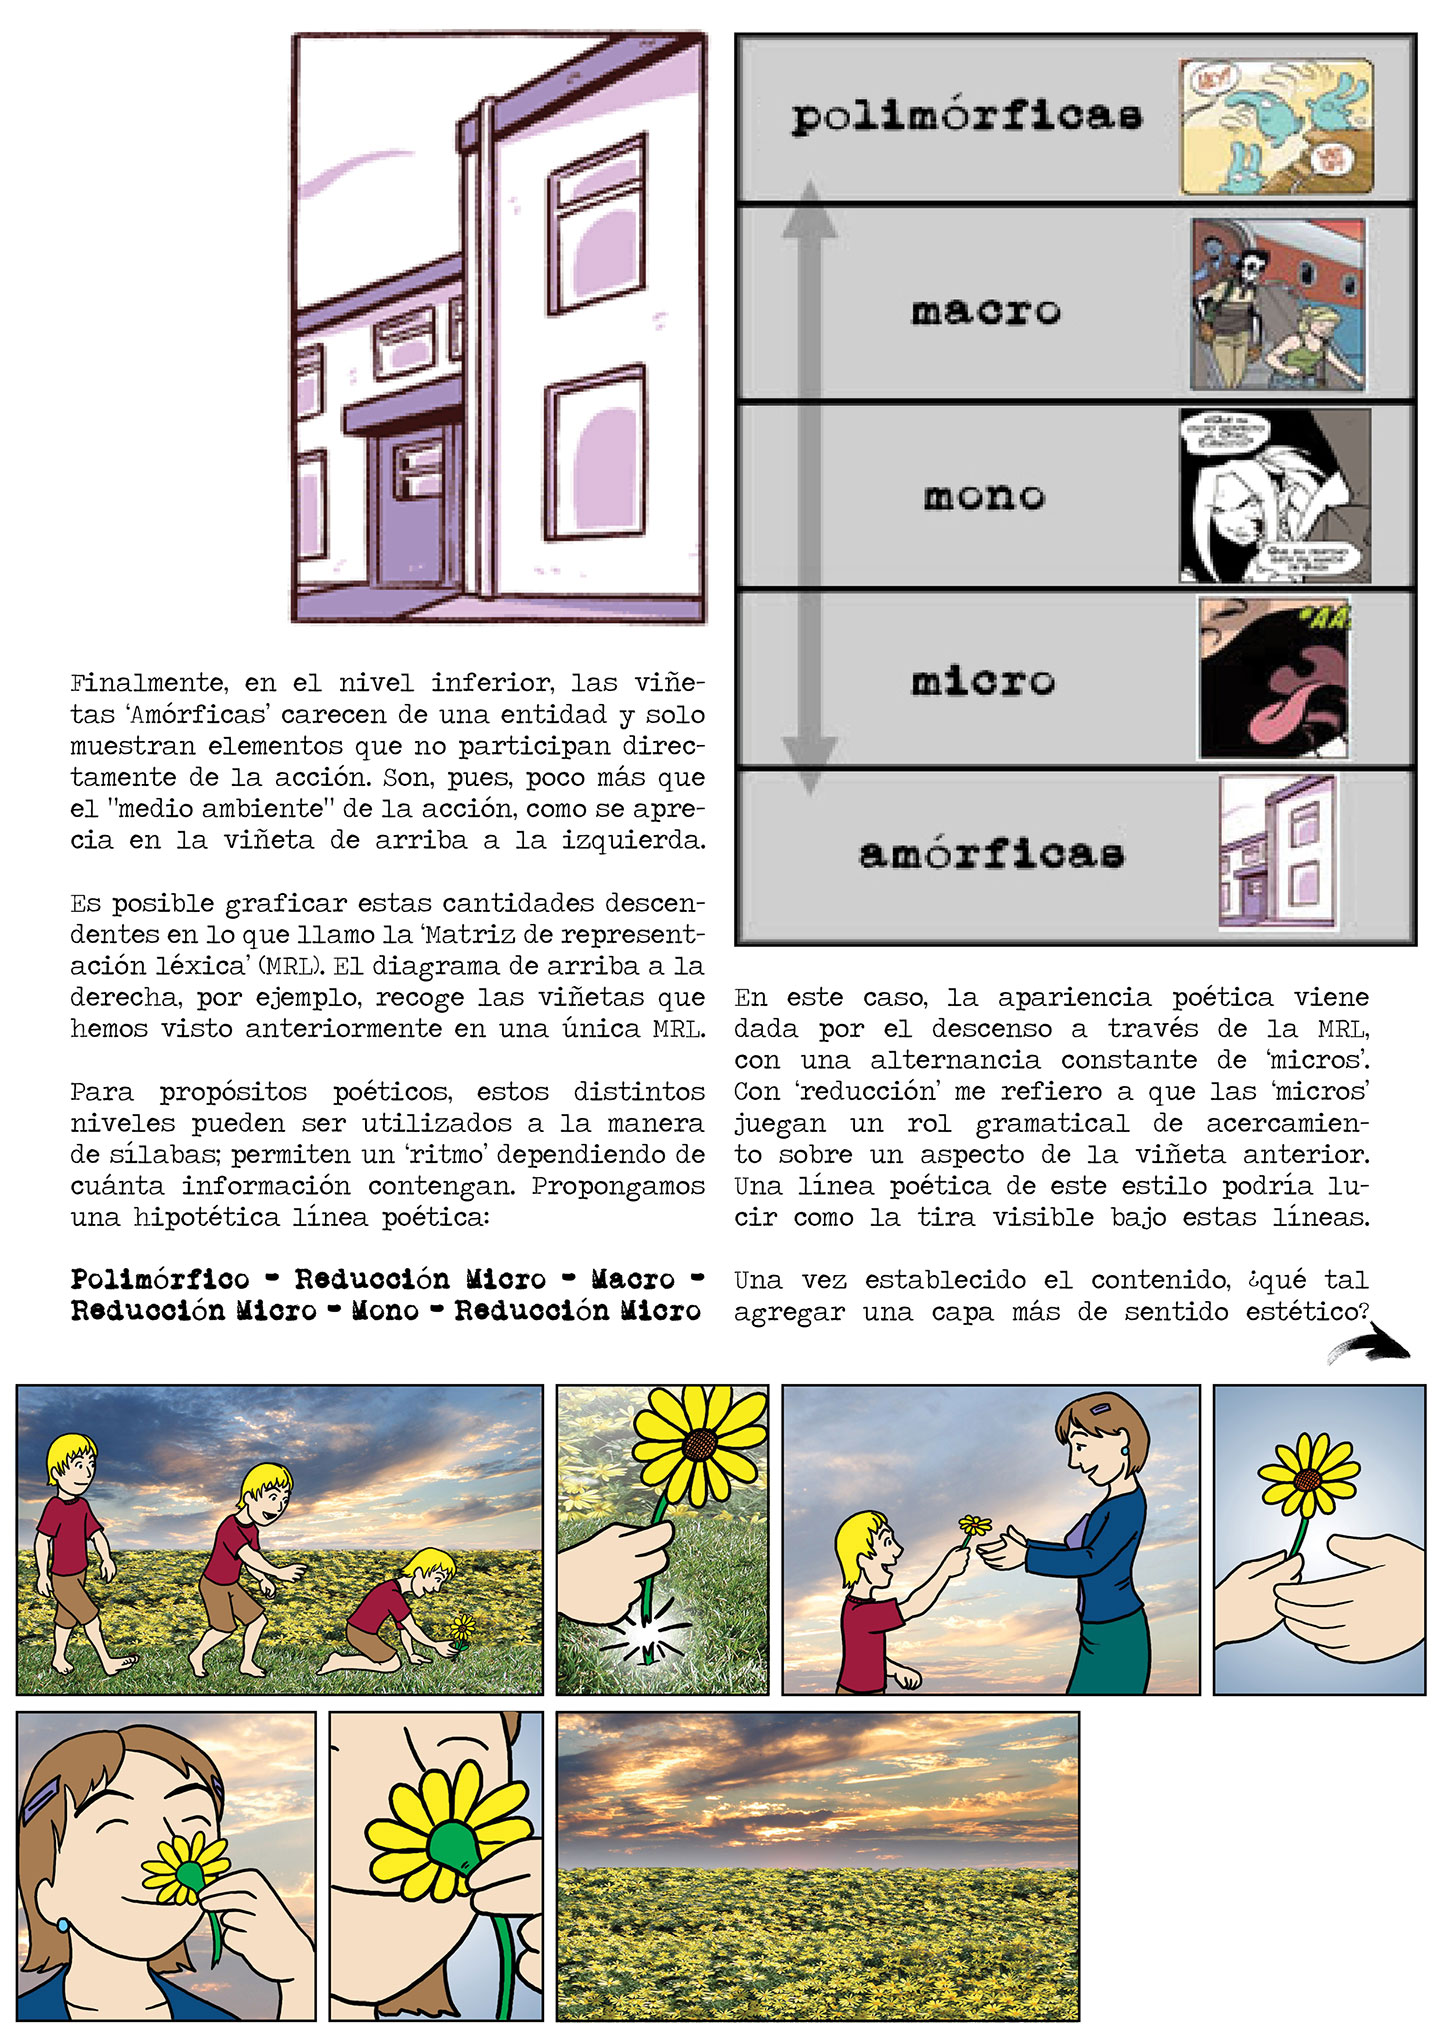 polimórficas
HEY!
macro
mono
micro
amórficas
Finalmente, en el nivel inferior, las viñe-
tas ‘Amórficas’ carecen de una entidad y solo
muestran elementos que no participan direc-
tamente de la acción. Son, pues, poco más que
el "medio ambiente" de la acción, como se apre-
cia en la viñeta de arriba a la izquierda.
Es posible graficar estas cantidades descen-
dentes en lo que llamo la ‘Matriz de represent-
ación léxica’ (MRL). El diagrama de arriba a la
derecha, por ejemplo, recoge las viñetas que
hemos visto anteriormente en una única MRL.
Para propósitos poéticos, estos distintos
niveles pueden ser utilizados a la manera
de sílabas; permiten un ‘ritmo’ dependiendo de
cuánta información contengan. Propongamos
una hipotética línea poética:
Polimórfico - Reducción Micro - Macro -
Reducción Micro - Mono - Reducción Micro
En este caso, la apariencia poética viene
dada por el descenso a través de la MRL,
con una alternancia constante de ‘micros’.
Con ‘reducción’ me refiero a que las ‘micros’
juegan un rol gramatical de acercamien-
to sobre un aspecto de la viñeta anterior.
Una línea poética de este estilo podría lu-
cir como la tira visible bajo estas líneas.
Una vez establecido el contenido, ¿qué tal
agregar una capa más de sentido estético?